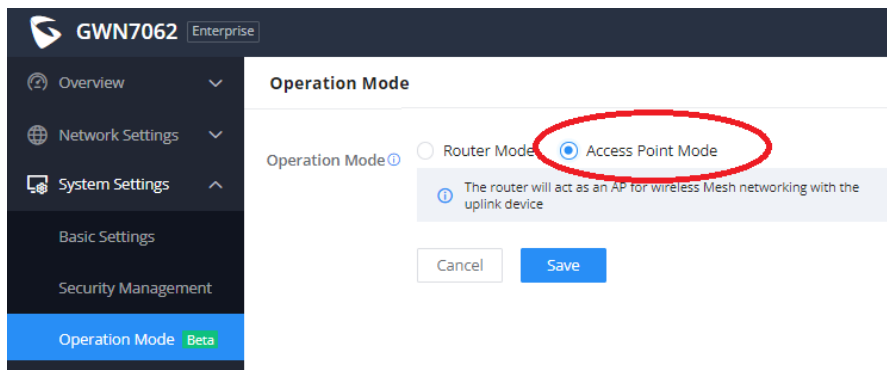 GWN7062 Enterprise
Overview
Operation Mode
Network Settings
Operation Mode
Router Mode
Access Point Mode
System Settings
The router will act as an AP for wireless Mesh networking with the
uplink device
Basic Settings
Cancel
Save
Security Management
Operation Mode Beta